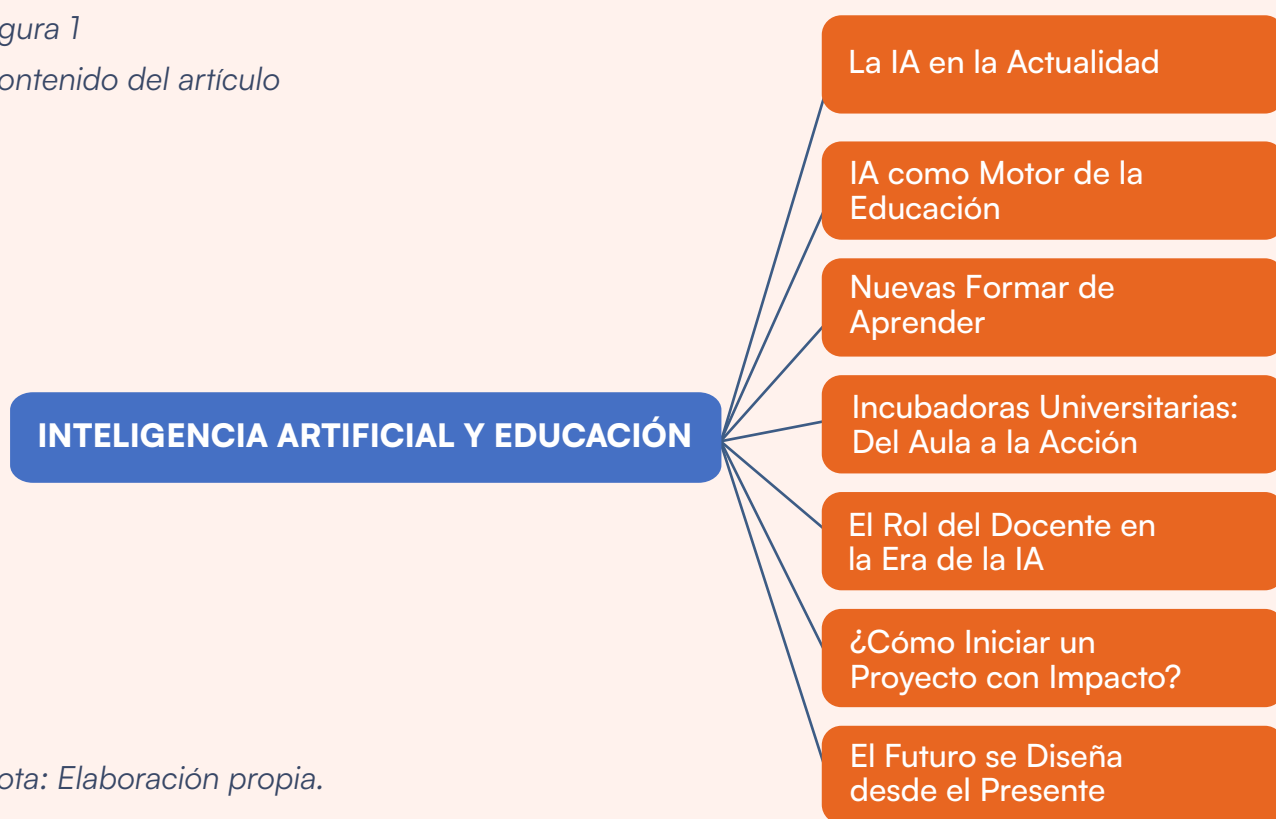 gura 1
ontenido del artículo
La IA en la Actualidad
IA como Motor de la
Educación
Nuevas Formar de
Aprender
INTELIGENCIA ARTIFICIAL Y EDUCACIÓN
Incubadoras Universitarias:
Del Aula a la Acción
El Rol del Docente en
la Era de la IA
¿Cómo Iniciar un
Proyecto con Impacto?
El Futuro se Diseña
desde el Presente
ota: Elaboración propia.